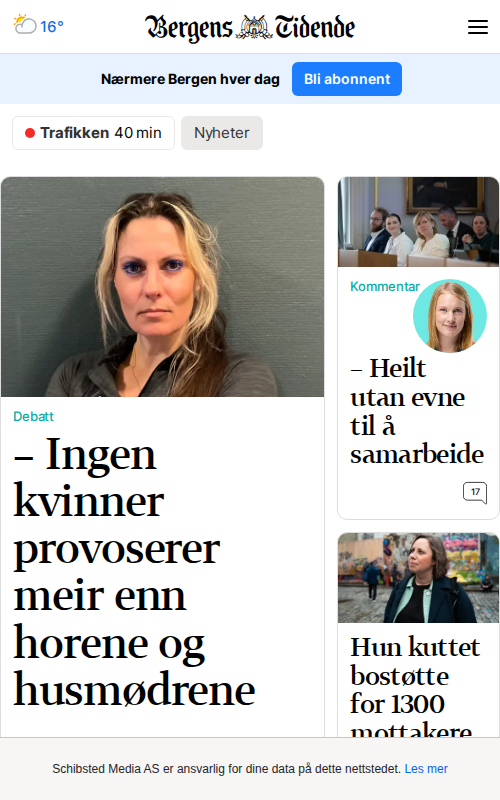 16°
Bergens Tidende
Nærmere Bergen hver dag
Bli abonnent
Trafikken 40 min
Nyheter
Debatt
– Ingen
kvinner
provoserer
meir enn
horene og
husmødrene
Kommentar
– Heilt
utan evne
til å
samarbeide
17
Hun kuttet
bostøtte
for 1300
mottakere
Schibsted Media AS er ansvarlig for dine data på dette nettstedet. Les mer